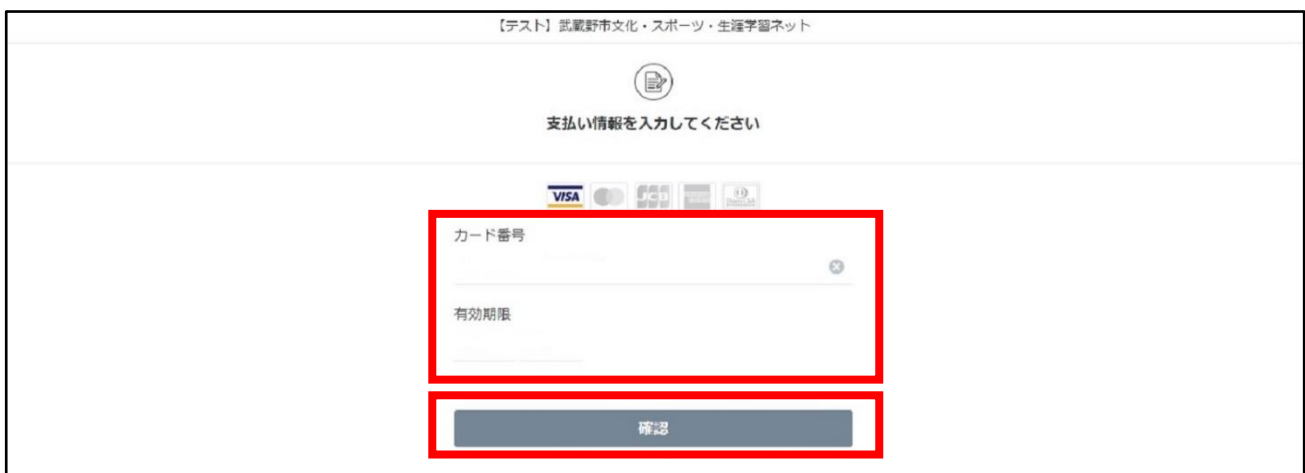 【テスト】武蔵野市文化・スポーツ・生涯学習ネット
支払い情報を入力してください
VISA JCB
カード番号
有効期限
確認